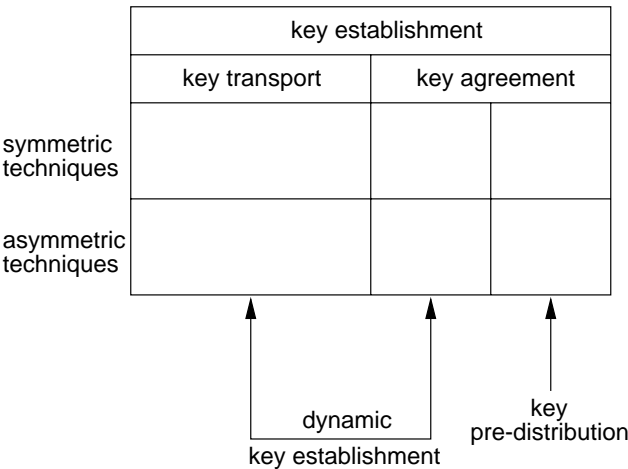 key establishment
key transport
key agreement
symmetric
techniques
asymmetric
techniques
dynamic
key establishment
key
pre-distribution